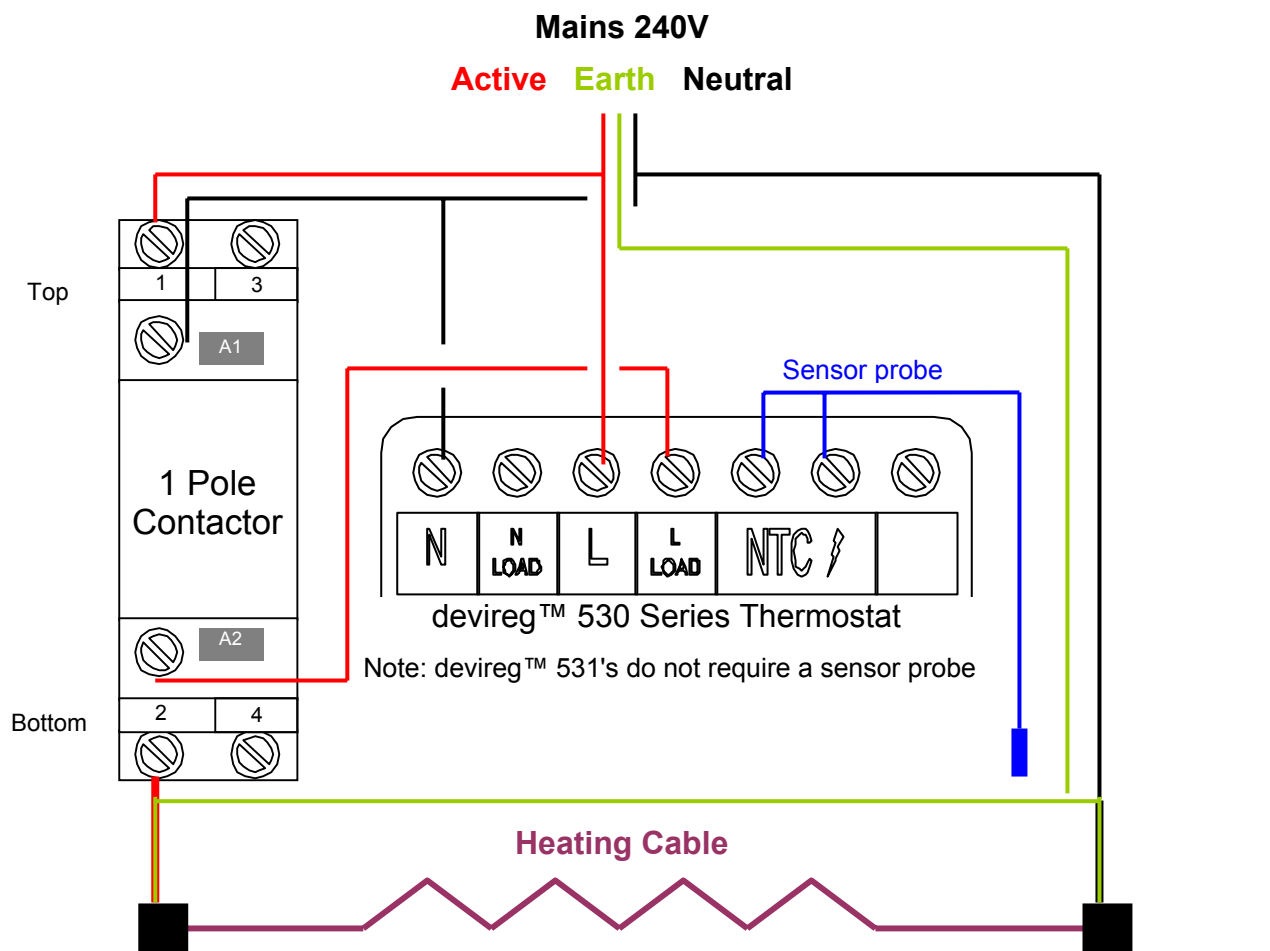 Mains 240V
Active Earth Neutral
1 3
Top
A1
Sensor probe
1 Pole
Contactor
N N LOAD L L LOAD NTC
devireg™ 530 Series Thermostat
A2
Note: devireg™ 531's do not require a sensor probe
2 4
Bottom
Heating Cable